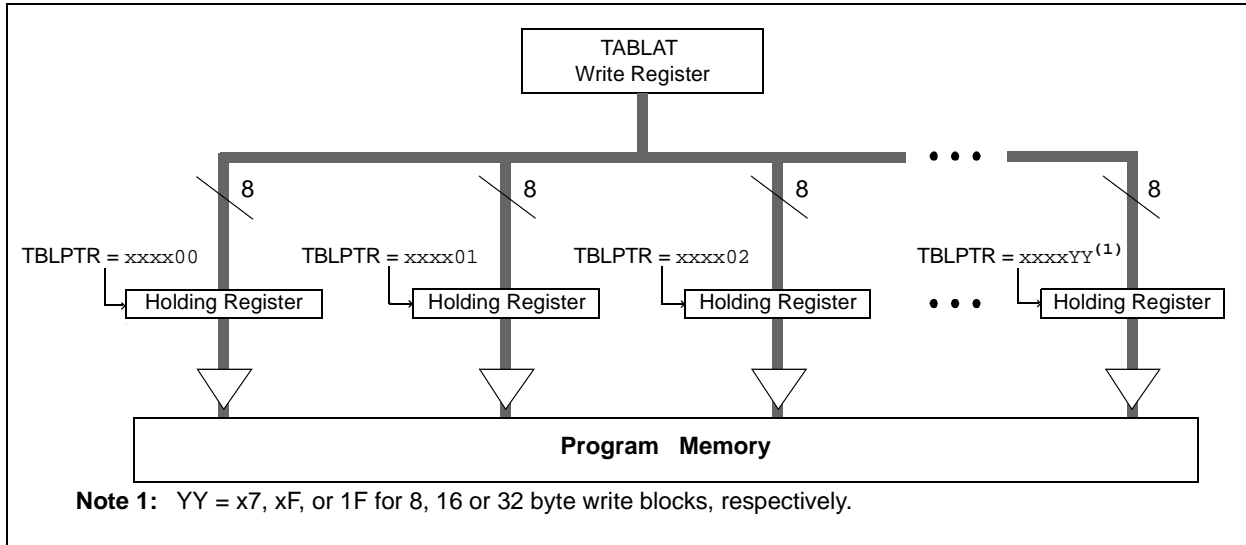 TABLAT
Write Register
8 8 8 8
TBLPTR = xxxx00 TBLPTR = xxxx01 TBLPTR = xxxx02 TBLPTR = xxxxYY(1)
Holding Register Holding Register Holding Register Holding Register
Program Memory
Note 1: YY = x7, xF, or 1F for 8, 16 or 32 byte write blocks, respectively.